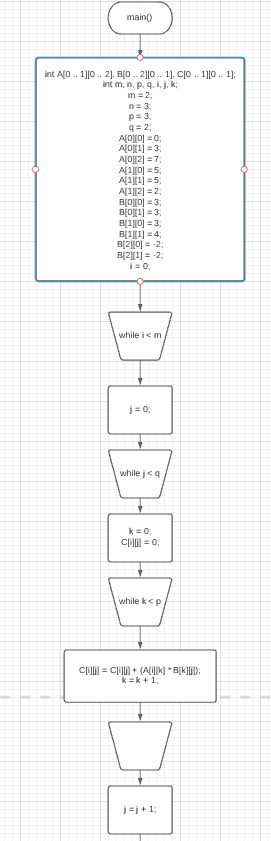 main()
int A[0 .. 1][0 .. 2], B[0 .. 2][0 .. 1], C[0 .. 1][0 .. 1];
int m, n, p, q, i, j, k;
m = 2;
n = 3;
p = 3;
q = 2;
A[0][0] = 0;
A[0][1] = 3;
A[0][2] = 7;
A[1][0] = 5;
A[1][1] = 5;
A[1][2] = 2;
B[0][0] = 3;
B[0][1] = 3;
B[1][0] = 3;
B[1][1] = 4;
B[2][0] = -2;
B[2][1] = -2;
i = 0;
while i < m
j = 0;
while j < q
k = 0;
C[i][j] = 0;
while k < p
C[i][j] = C[i][j] + (A[i][k] * B[k][j]);
k = k + 1;
j = j + 1;